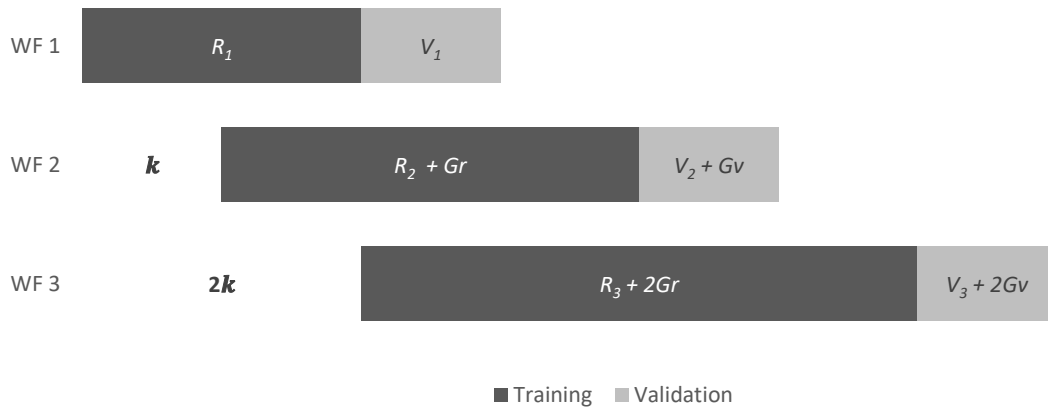 WF 1 R₁ V₁
WF 2 k R₂ + Gr V₂ + Gv
WF 3 2k R₃ + 2Gr V₃ + 2Gv
Training Validation